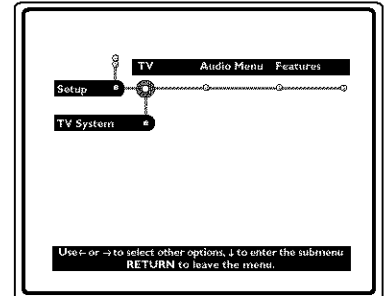 TV Audio Menu Features
Setup
TV System
Use ← or → to select other options, ↓ to enter the submenu
RETURN to leave the menu.